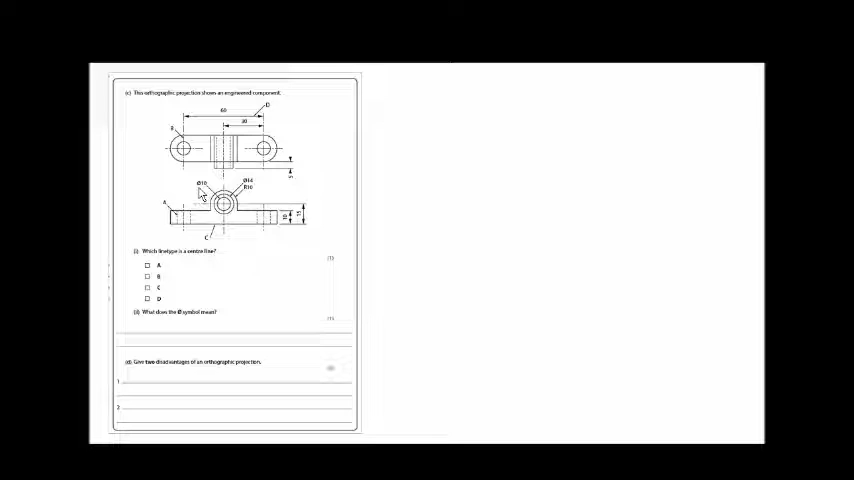 (c) This orthographic projection shows an engineered component.
D
60
30
B
5
Ø10
Ø14
R10
A
10
15
C
(i) Which linetype is a centre line?
(1)
A
B
C
D
(ii) What does the Ø symbol mean?
(1)
(d) Give two disadvantages of an orthographic projection.
1
2